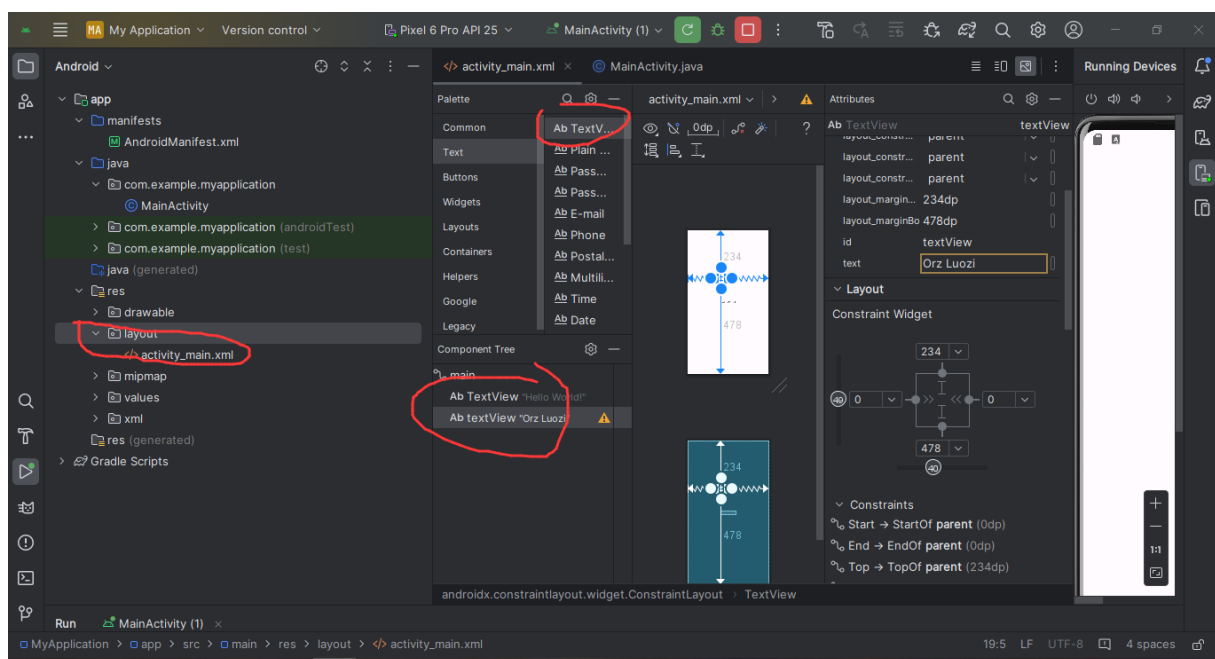 MA My Application Version control Pixel 6 Pro API 25 MainActivity (1)
Android
activity_main.xml
MainActivity.java
Running Devices
app
manifests
AndroidManifest.xml
java
com.example.myapplication
MainActivity
com.example.myapplication (androidTest)
com.example.myapplication (test)
java (generated)
res
drawable
layout
activity_main.xml
mipmap
values
xml
res (generated)
Gradle Scripts
Palette
Common
Text
Buttons
Widgets
Layouts
Containers
Helpers
Google
Legacy
Ab TextV...
Ab Plain ...
Ab Pass...
Ab Pass...
Ab E-mail
Ab Phone
Ab Postal...
Ab Multili...
Ab Time
Ab Date
Component Tree
main
Ab TextView "Hello World!"
Ab textView "Orz Luozi"
activity_main.xml
0dp
?
234
478
234
478
Attributes
Ab TextView textView
layout_constr... parent
layout_constr... parent
layout_constr... parent
layout_margin... 234dp
layout_marginBo 478dp
id textView
text Orz Luozi
Layout
Constraint Widget
234
49 0 0
478
40
Constraints
Start → StartOf parent (0dp)
End → EndOf parent (0dp)
Top → TopOf parent (234dp)
1:1
androidx.constraintlayout.widget.ConstraintLayout > TextView
Run MainActivity (1)
MyApplication > app > src > main > res > layout > activity_main.xml 19:5 LF UTF-8 4 spaces